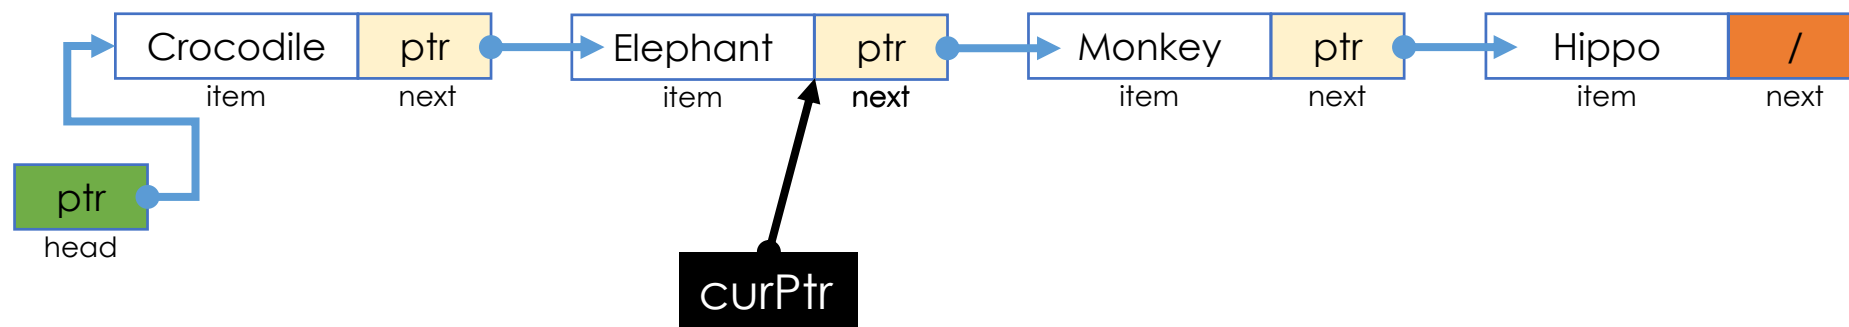 Crocodile ptr Elephant ptr Monkey ptr Hippo /
item next item next item next item next
ptr
head
curPtr